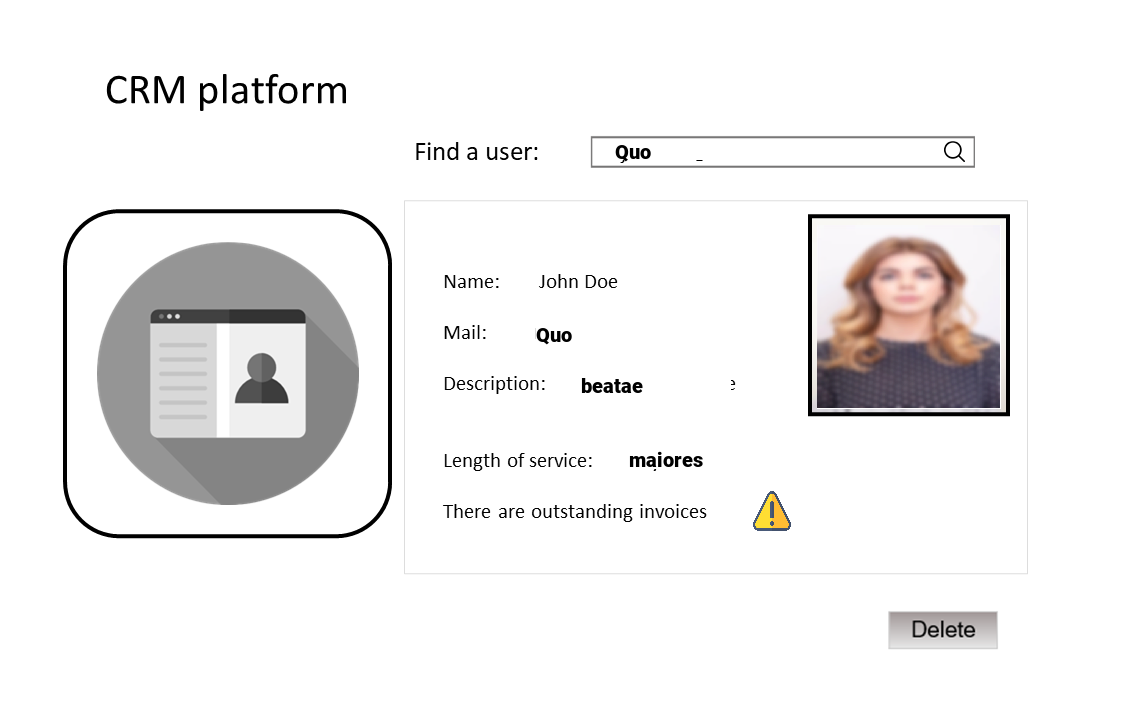 CRM platform
Find a user: Quo _
Name: John Doe
Mail: Quo
Description: beatae e
Length of service: maiores
There are outstanding invoices
Delete